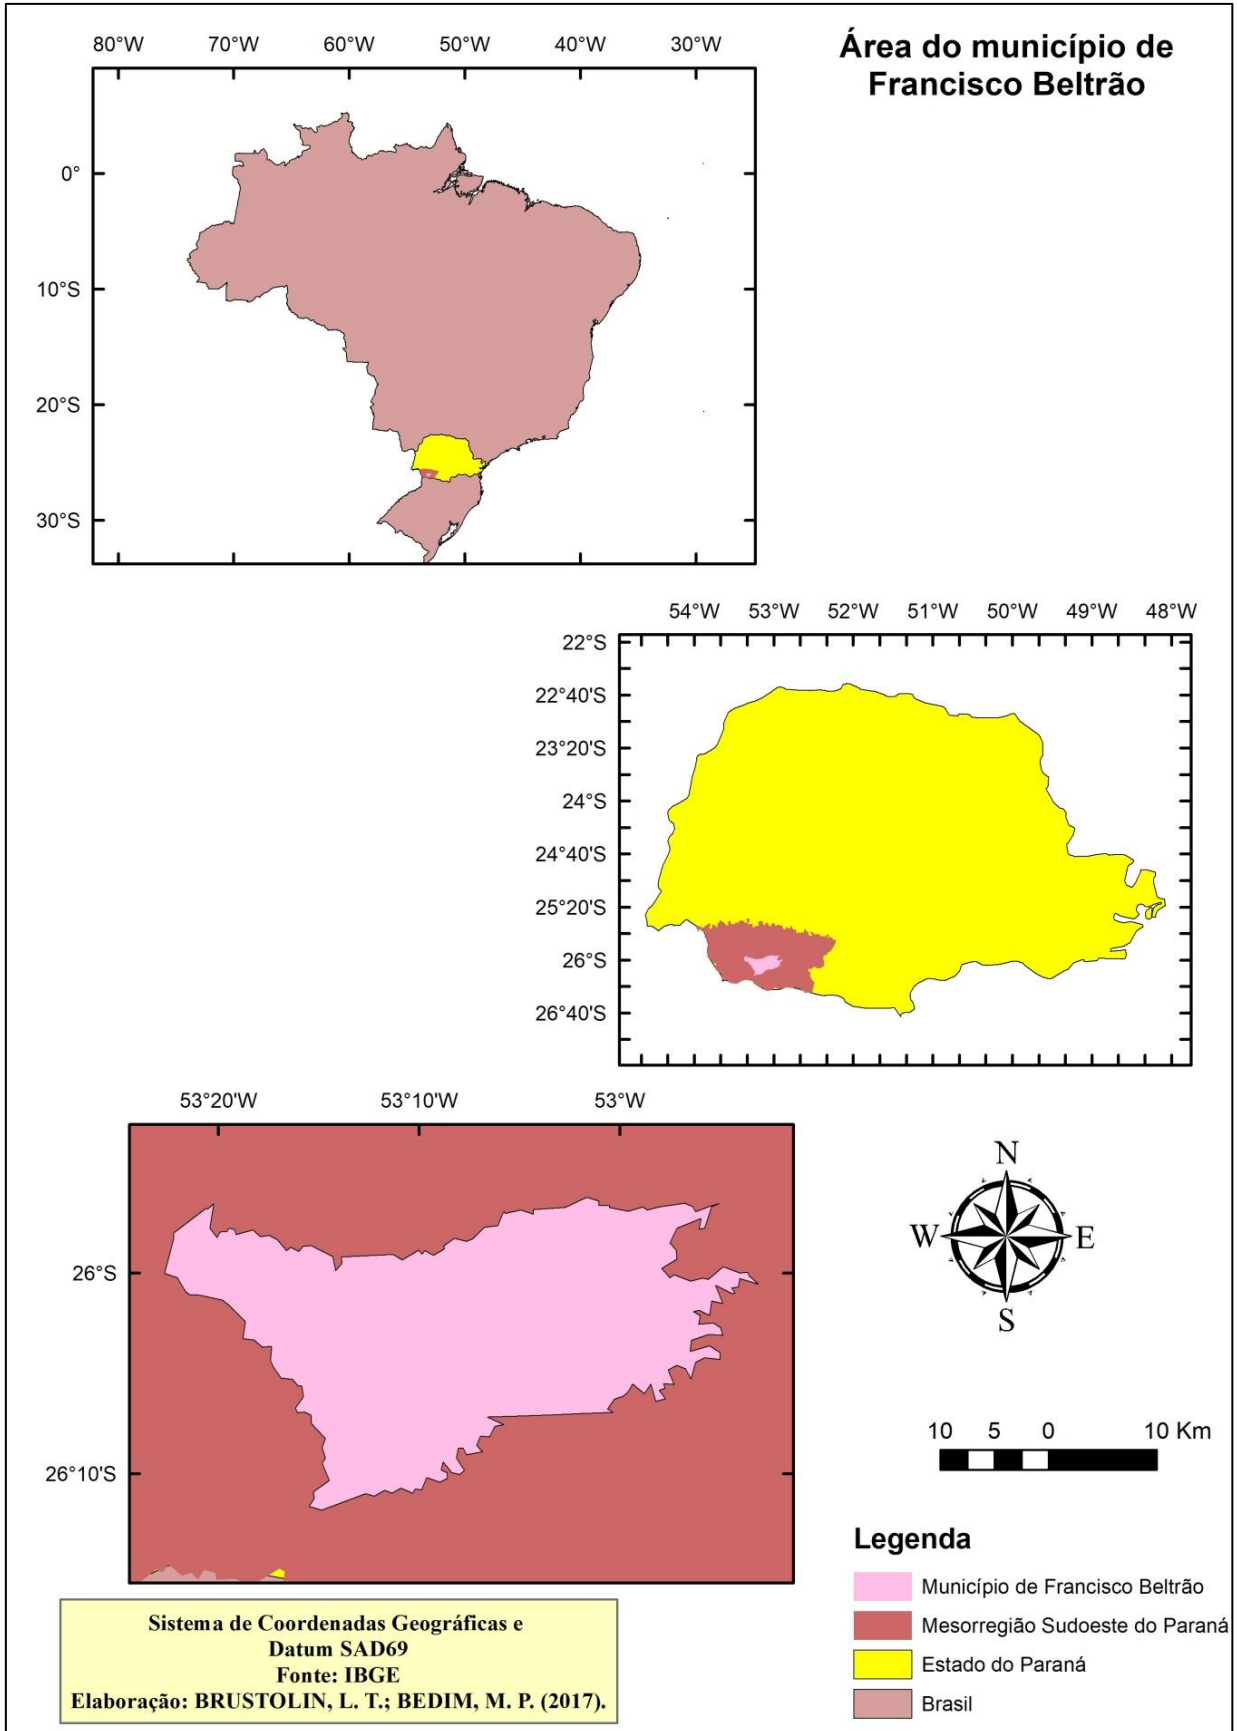 Área do município de
Francisco Beltrão
80°W 70°W 60°W 50°W 40°W 30°W
0°
10°S
20°S
30°S
54°W 53°W 52°W 51°W 50°W 49°W 48°W
22°S
22°40'S
23°20'S
24°S
24°40'S
25°20'S
26°S
26°40'S
53°20'W 53°10'W 53°W
26°S
26°10'S
N
W E
S
10 5 0 10 Km
Legenda
Município de Francisco Beltrão
Mesorregião Sudoeste do Paraná
Estado do Paraná
Brasil
Sistema de Coordenadas Geográficas e
Datum SAD69
Fonte: IBGE
Elaboração: BRUSTOLIN, L. T.; BEDIM, M. P. (2017).